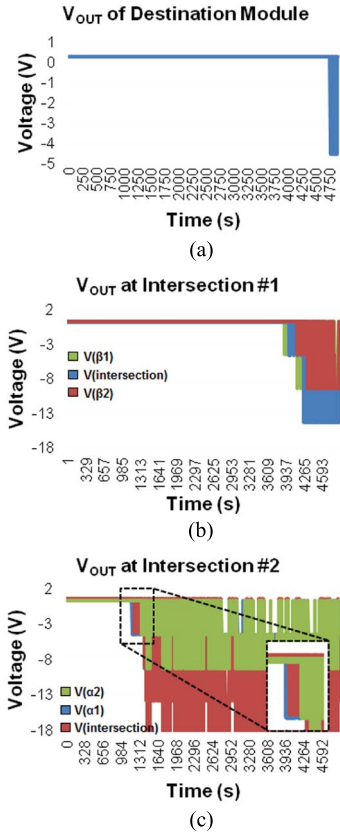 V_OUT of Destination Module
1
0
-1
-2
-3
-4
-5
Voltage (V)
0 250 500 750 1000 1250 1500 1750 2000 2250 2500 2750 3000 3250 3500 3750 4000 4250 4500 4750
Time (s)
(a)
V_OUT at Intersection #1
2
-3
-8
-13
-18
Voltage (V)
V(β1)
V(intersection)
V(β2)
1 329 657 985 1313 1641 1969 2297 2625 2953 3281 3609 3937 4265 4593
Time (s)
(b)
V_OUT at Intersection #2
2
-3
-8
-13
-18
Voltage (V)
V(α2)
V(α1)
V(intersection)
0 328 656 984 1312 1640 1968 2296 2624 2952 3280 3608 3936 4264 4592
Time (s)
(c)